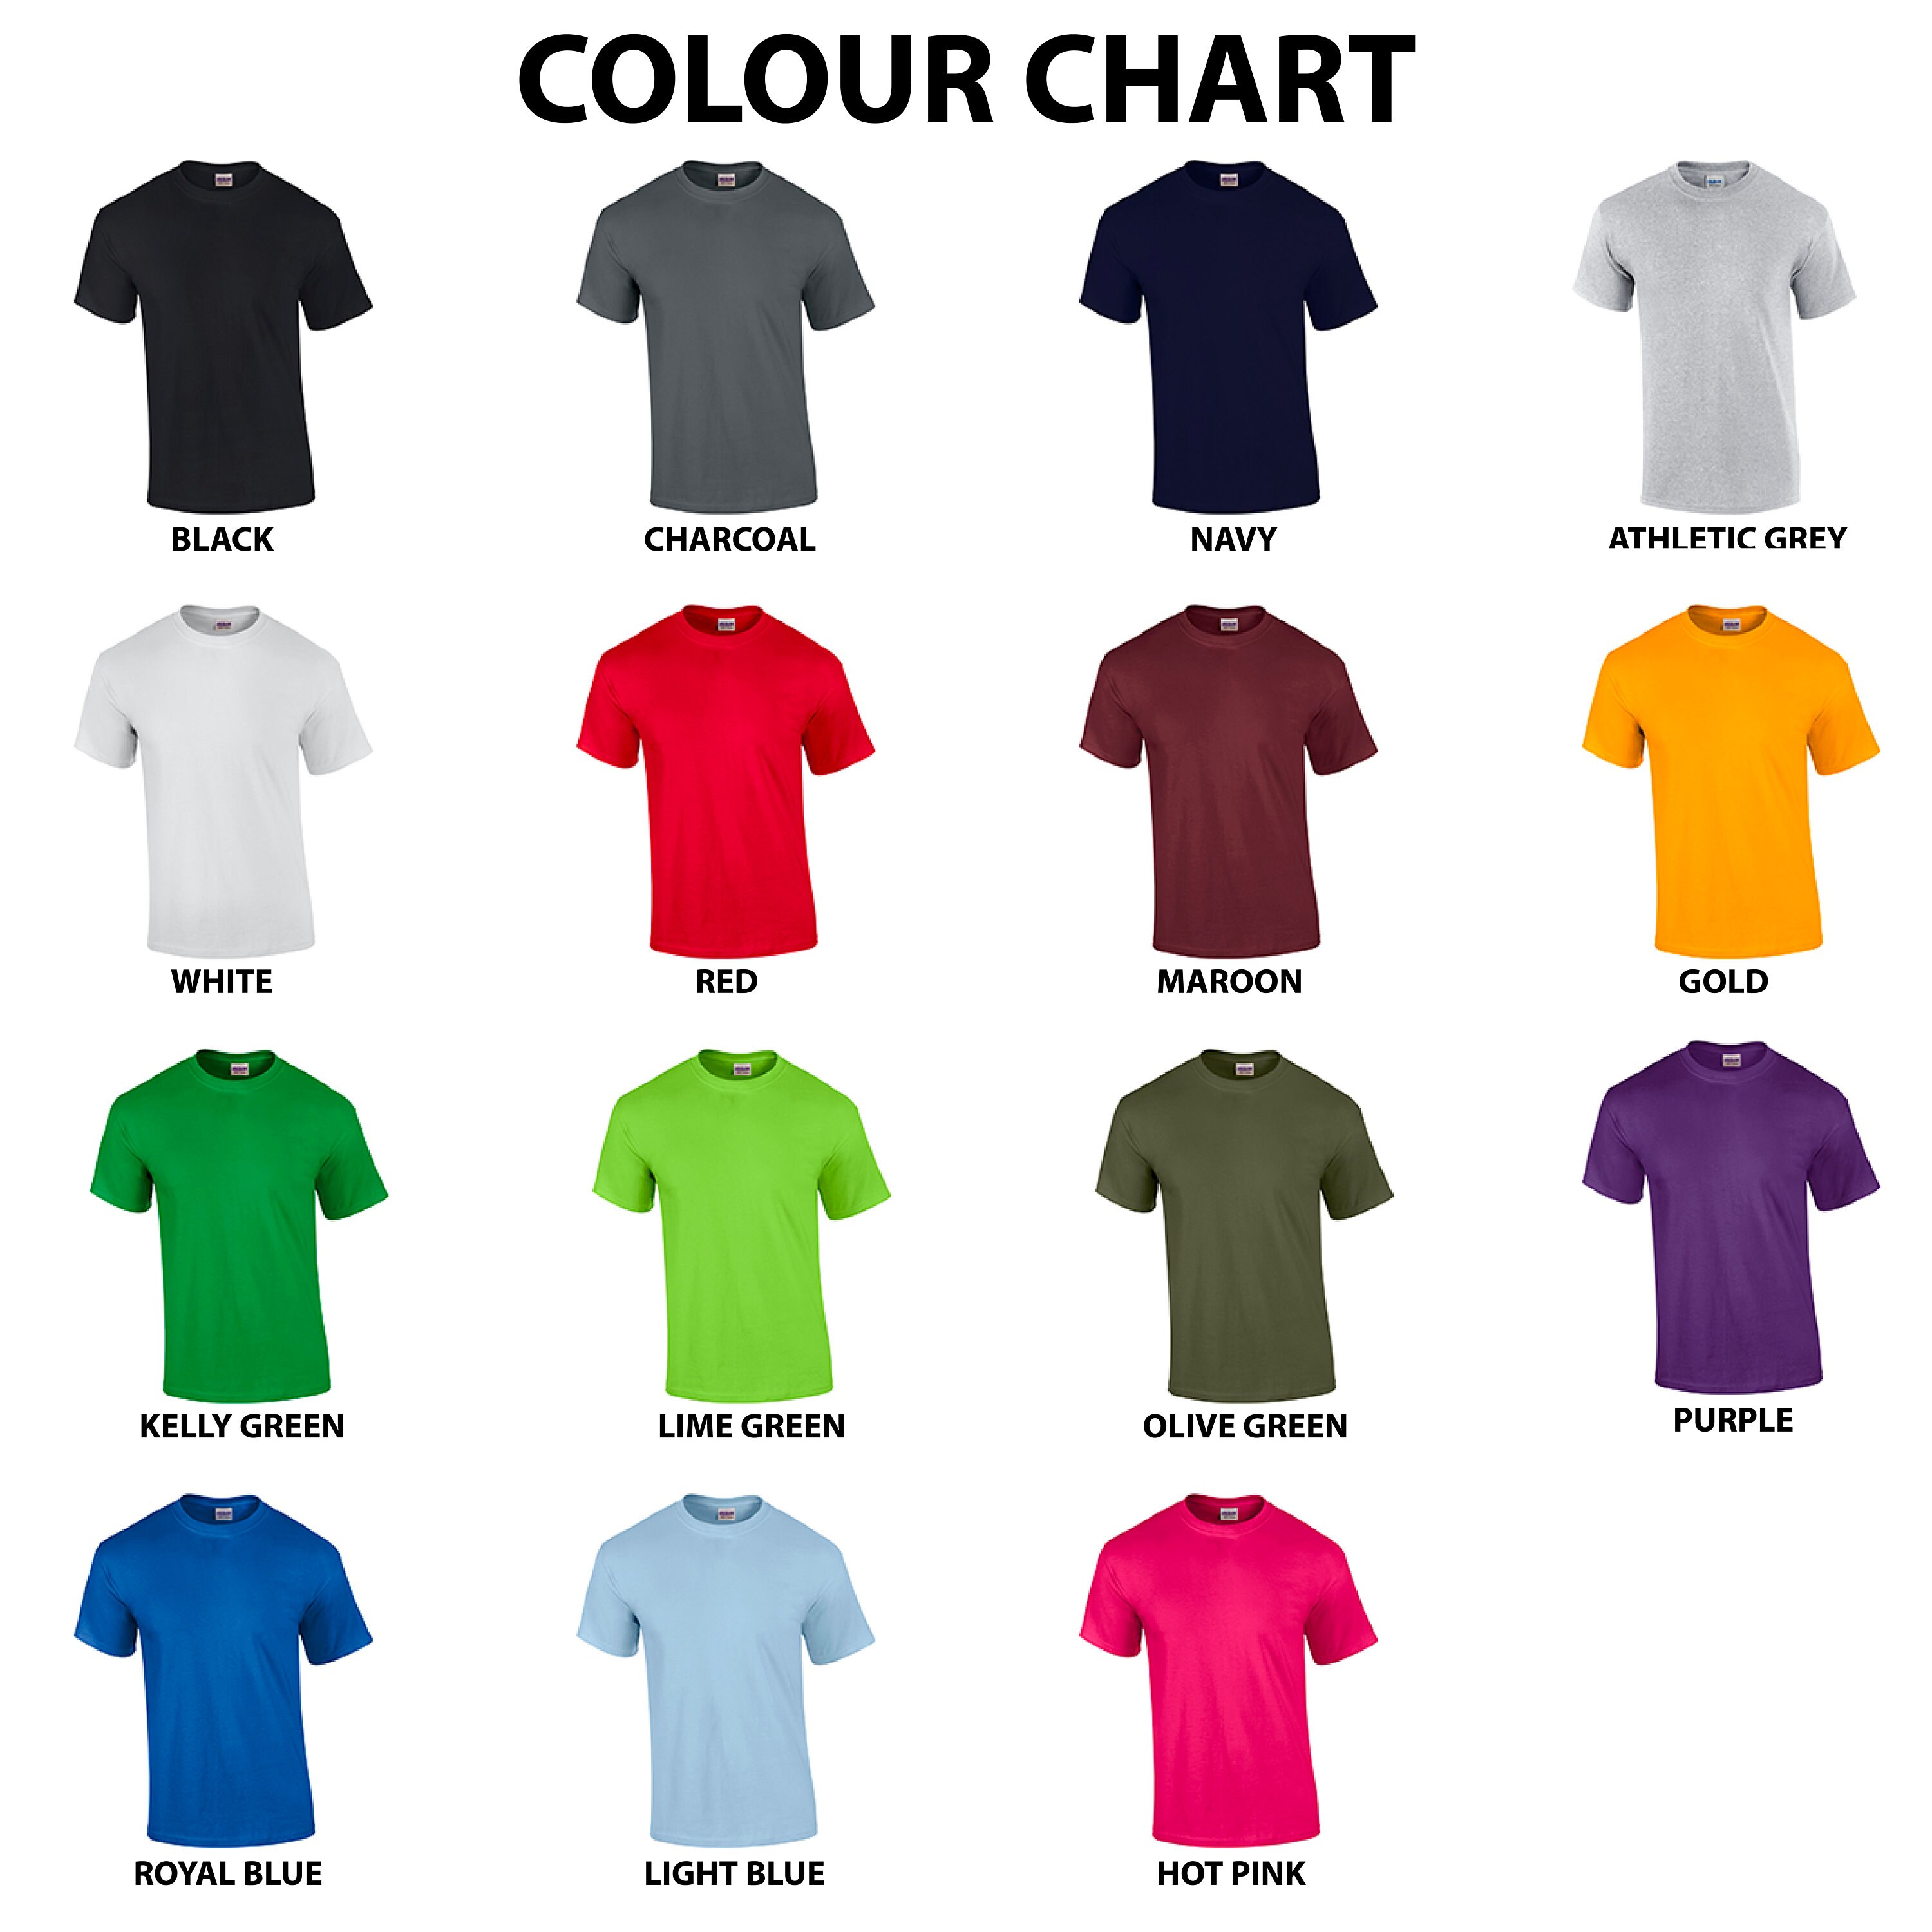 COLOUR CHART
BLACK
CHARCOAL
NAVY
ATHLETIC GREY
WHITE
RED
MAROON
GOLD
KELLY GREEN
LIME GREEN
OLIVE GREEN
PURPLE
ROYAL BLUE
LIGHT BLUE
HOT PINK